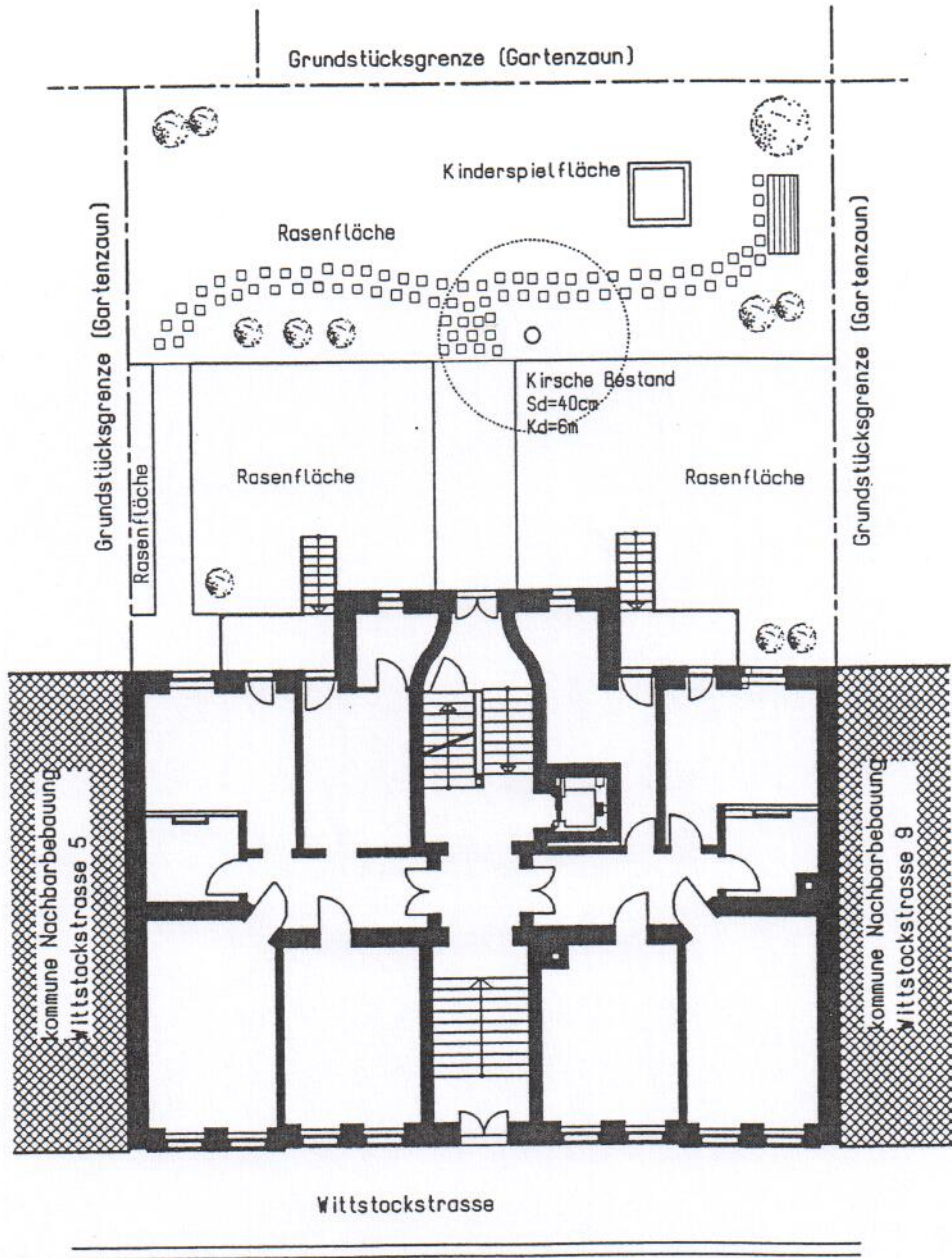 Grundstücksgrenze (Gartenzaun)
Kinderspielfläche
Rasenfläche
Grundstücksgrenze (Gartenzaun)
Grundstücksgrenze (Gartenzaun)
Kirsche Bestand
Sd=40cm
Kd=6m
Rasenfläche
Rasenfläche
Rasenfläche
kommune Nachbarbebauung
Wittstockstrasse 5
kommune Nachbarbebauung
Wittstockstrasse 9
Wittstockstrasse